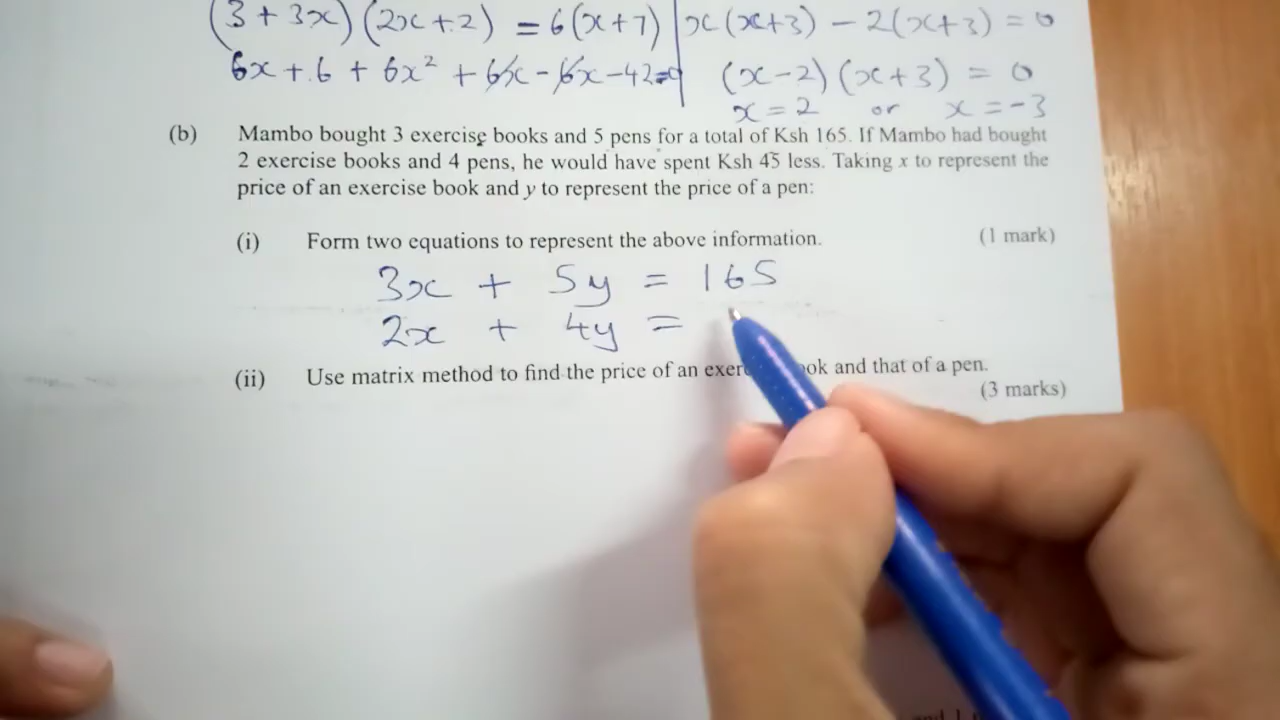 (3 + 3x)(2x + 2) = 6(x+7)
6x + 6 + 6x² + 6x - 6x - 42 = 0
x(x+3) - 2(x+3) = 0
(x-2)(x+3) = 0
x = 2 or x = -3
(b) Mambo bought 3 exercise books and 5 pens for a total of Ksh 165. If Mambo had bought
2 exercise books and 4 pens, he would have spent Ksh 45 less. Taking x to represent the
price of an exercise book and y to represent the price of a pen:
(i) Form two equations to represent the above information. (1 mark)
3x + 5y = 165
2x + 4y =
(ii) Use matrix method to find the price of an and that of a pen.
(3 marks)